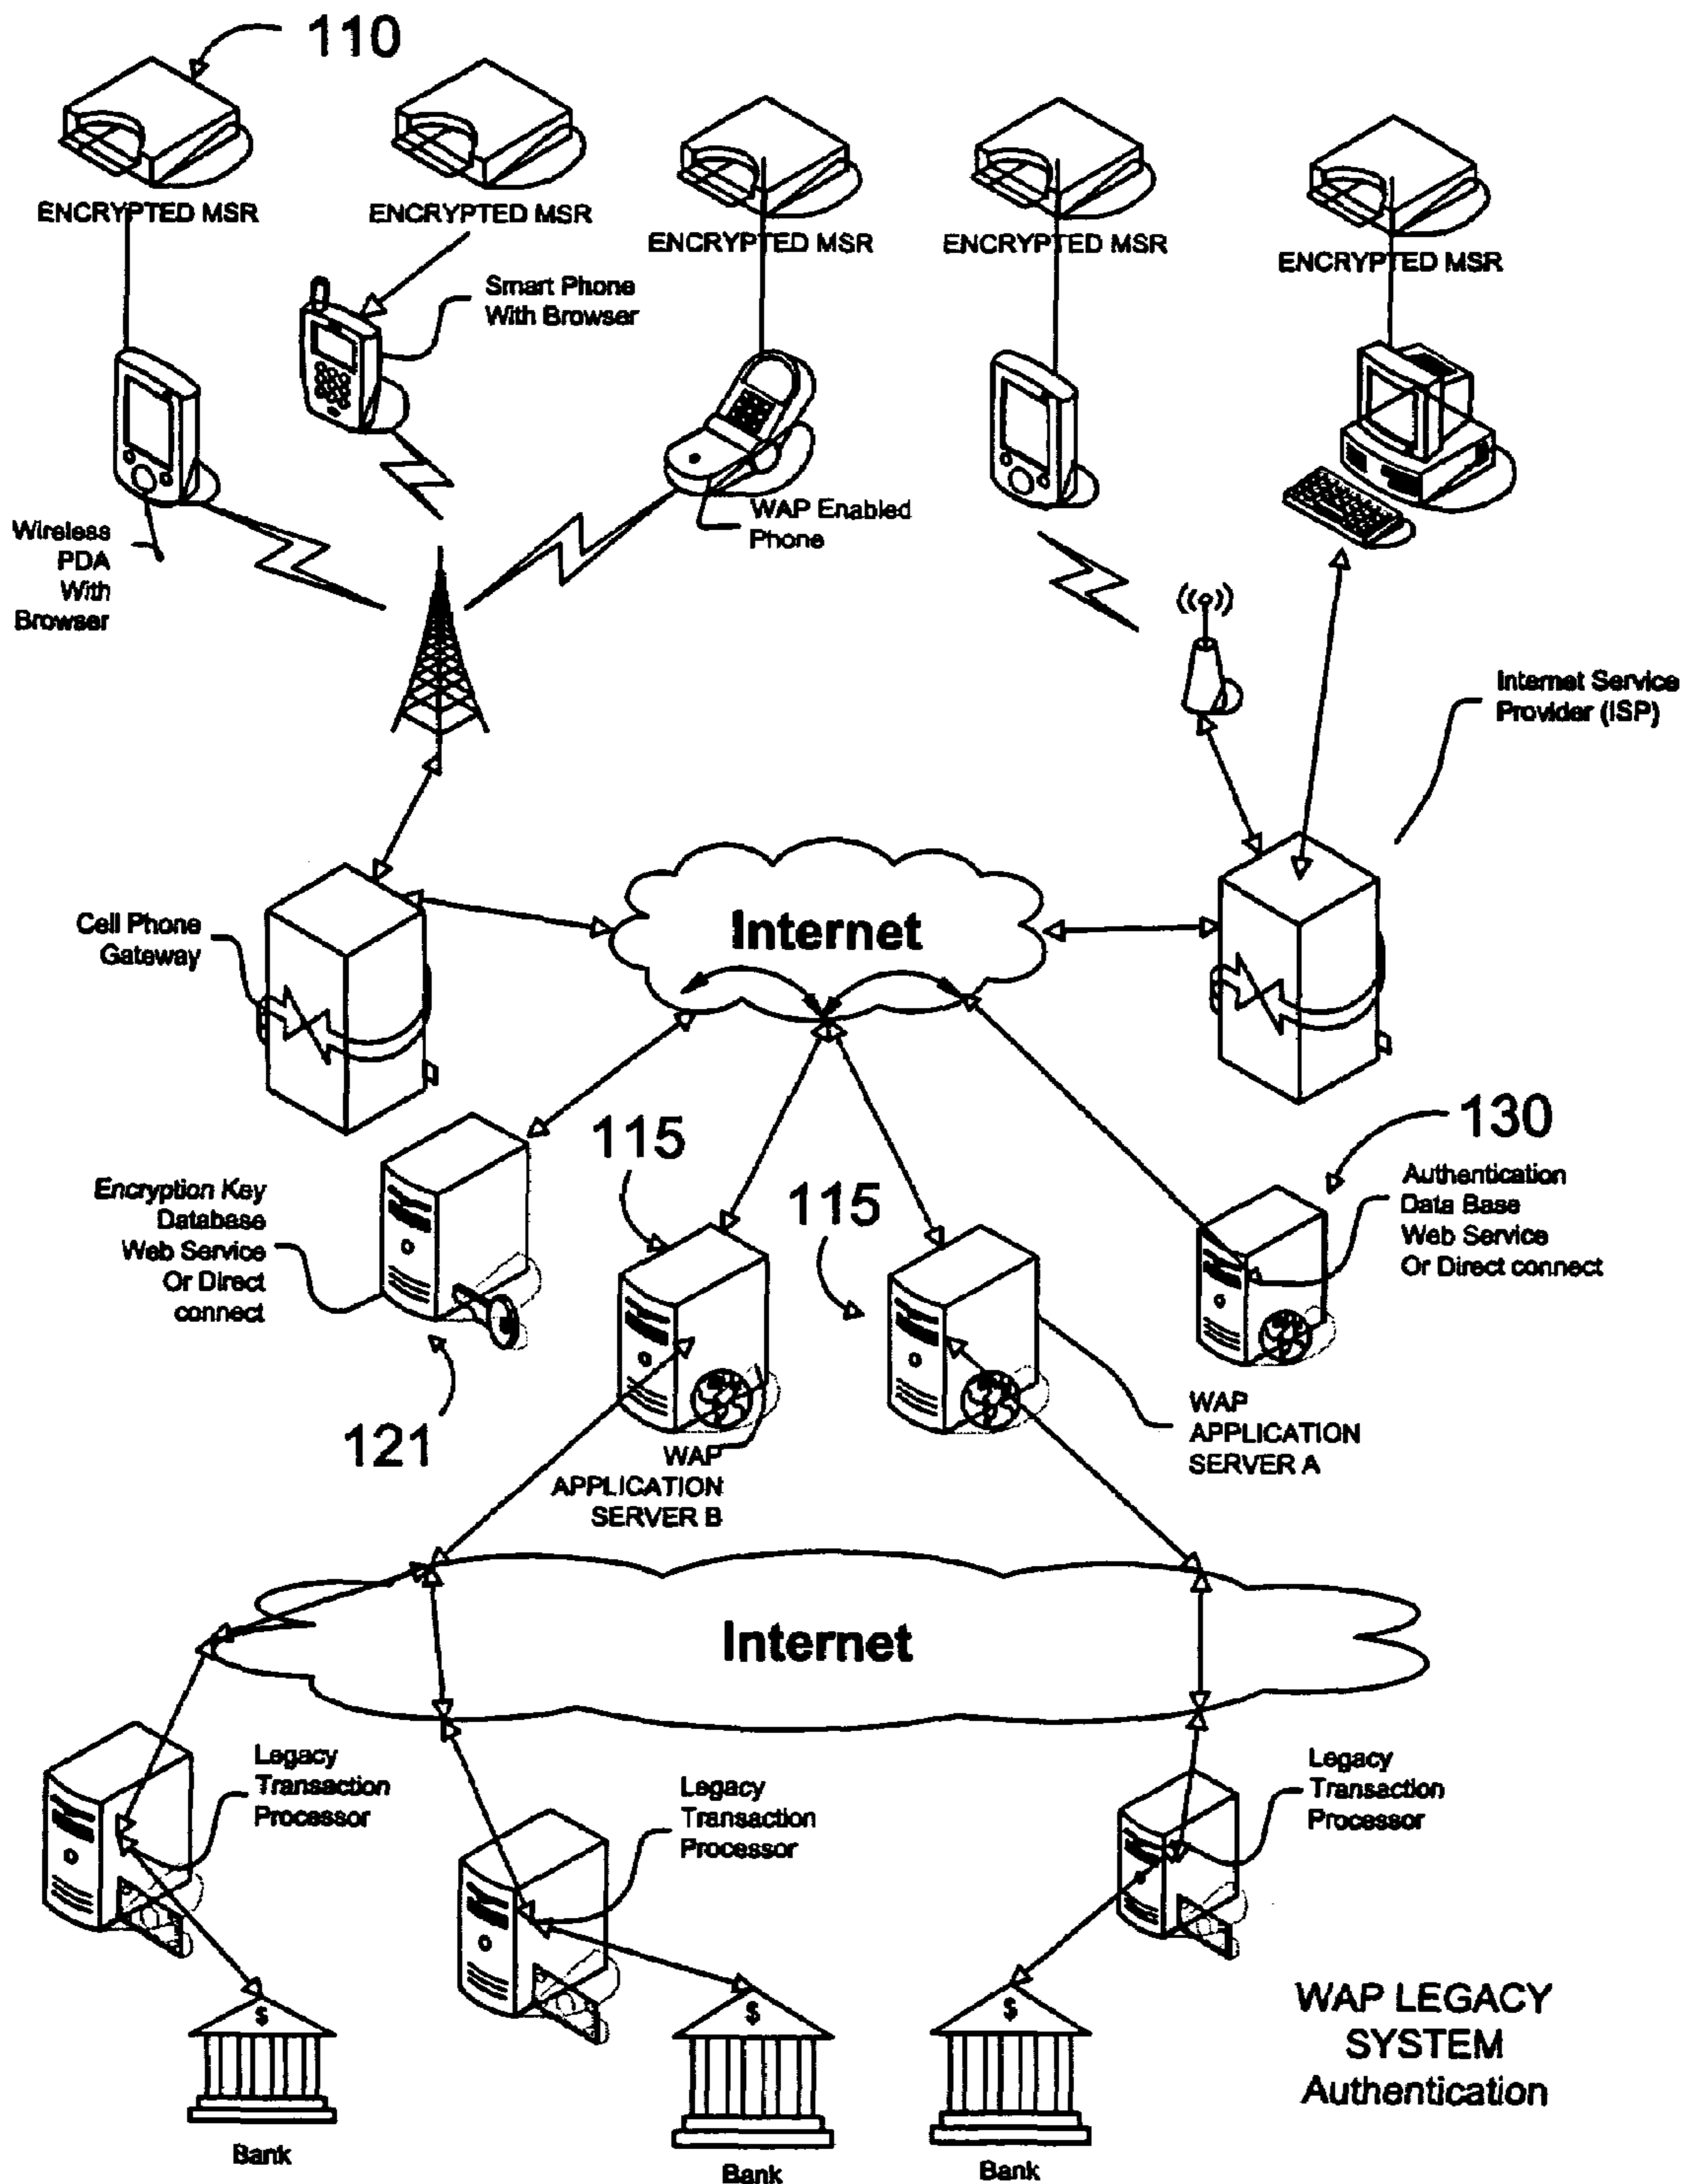 110
ENCRYPTED MSR
ENCRYPTED MSR
ENCRYPTED MSR
ENCRYPTED MSR
ENCRYPTED MSR
Smart Phone
With Browser
WAP Enabled
Phone
Wireless
PDA
With
Browser
((o))
Internet Service
Provider (ISP)
Cell Phone
Gateway
Internet
115
115
130
Encryption Key
Database
Web Service
Or Direct
connect
Authentication
Data Base
Web Service
Or Direct connect
121
WAP
APPLICATION
SERVER B
WAP
APPLICATION
SERVER A
Internet
Legacy
Transaction
Processor
Legacy
Transaction
Processor
Legacy
Transaction
Processor
$
$
$
Bank
Bank
Bank
WAP LEGACY
SYSTEM
Authentication